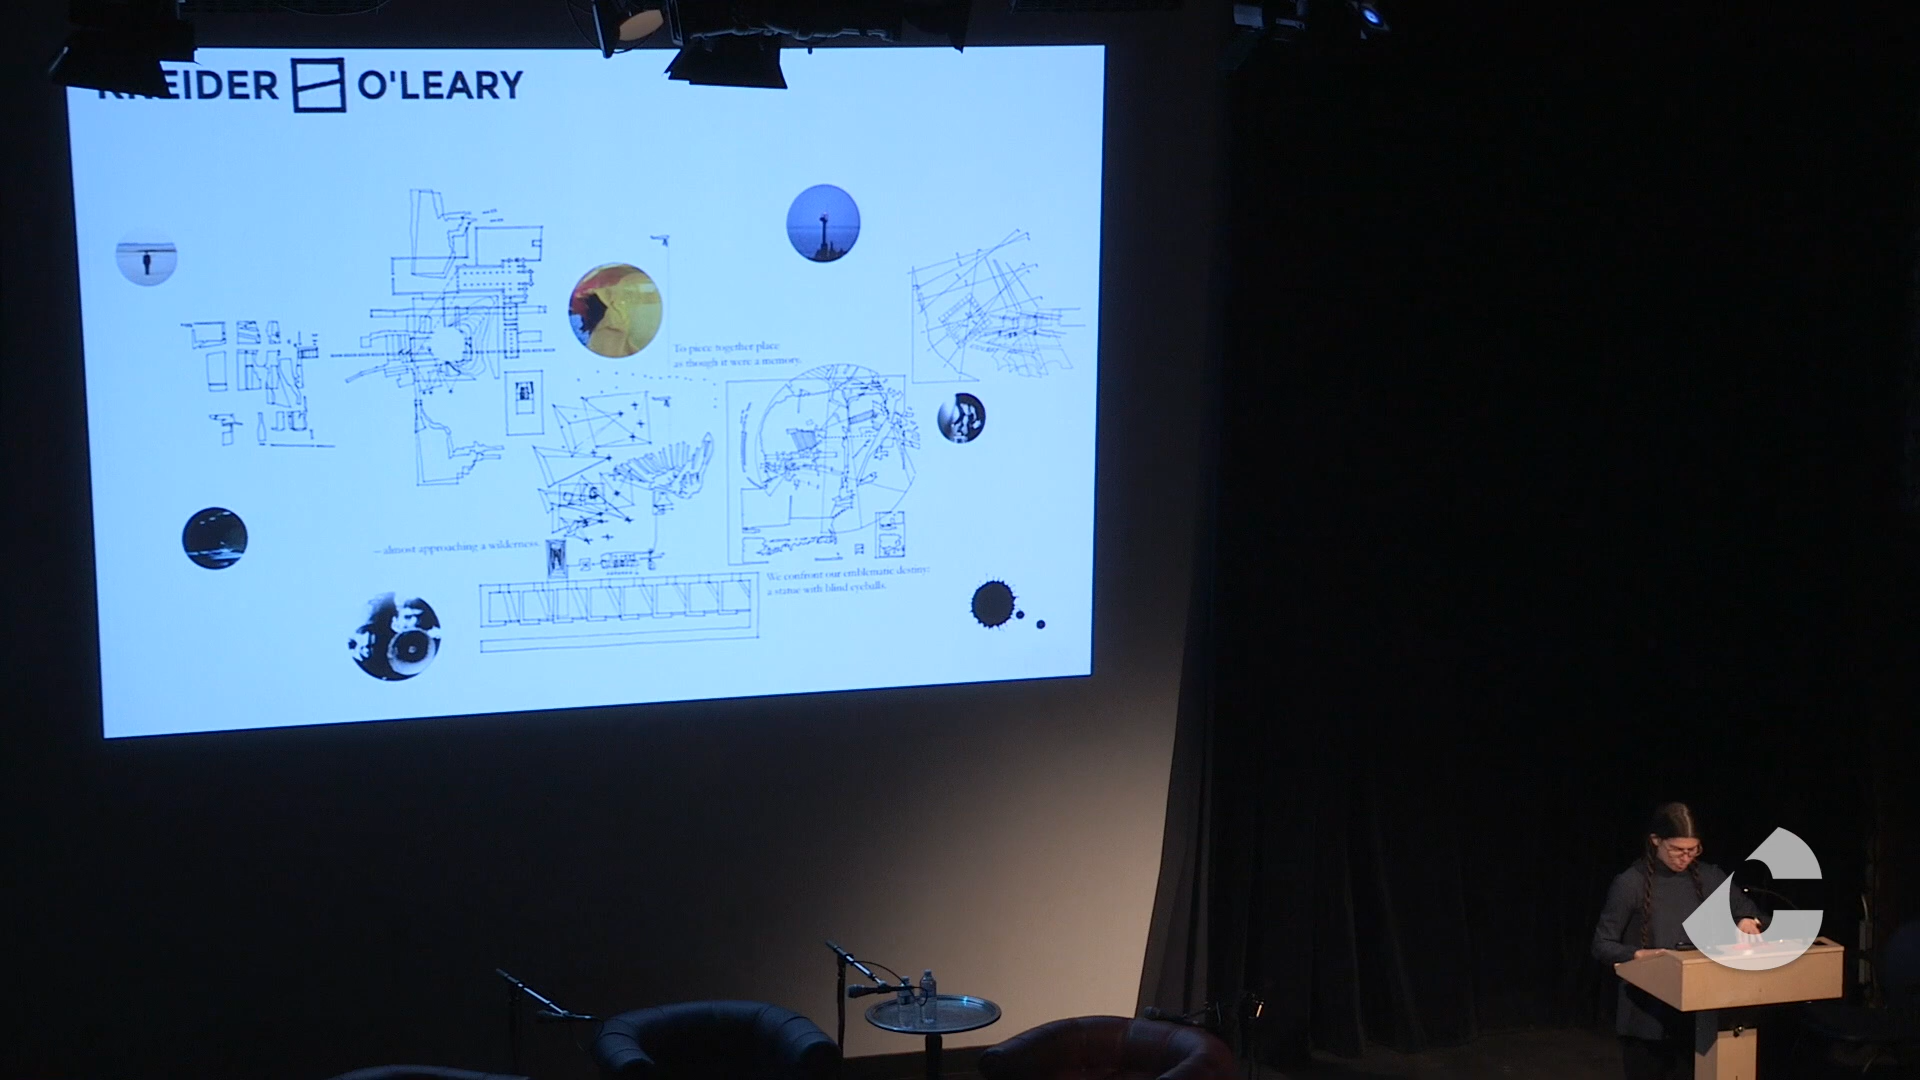 O'LEARY
To piece together place
as though it were a memory.
– almost approaching a wilderness.
We confront our emblematic destiny:
a statue with blind eyeballs.